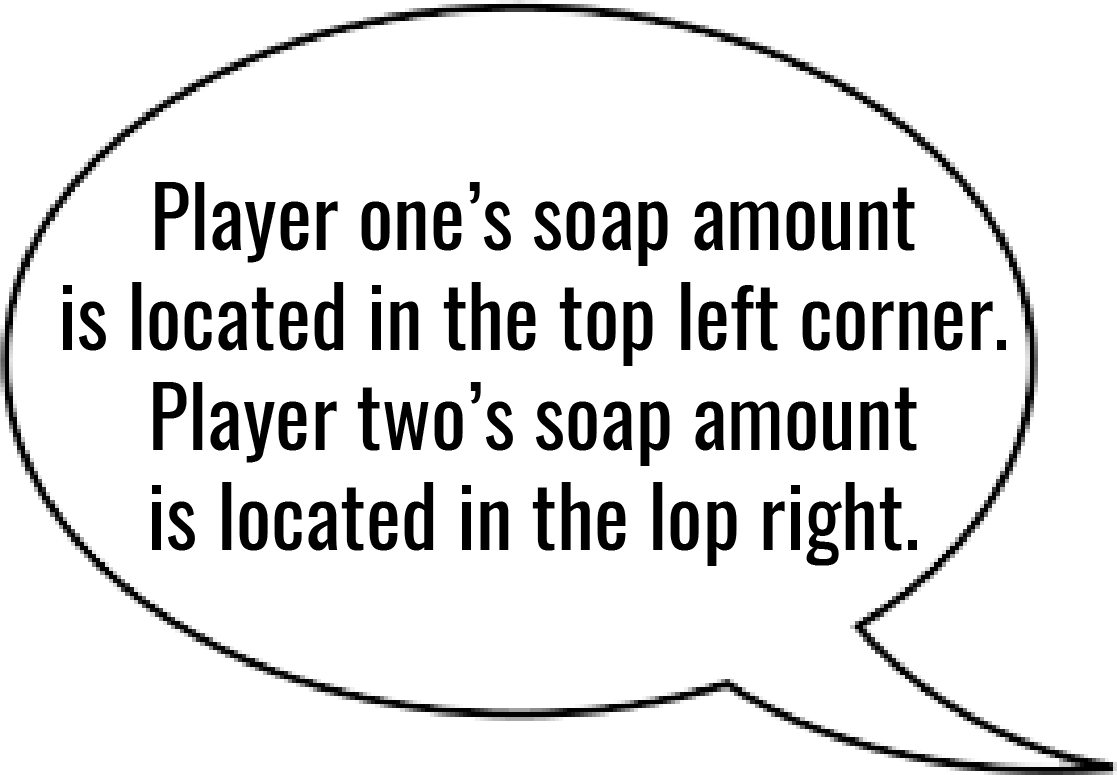 Player one’s soap amount
is located in the top left corner.
Player two’s soap amount
is located in the lop right.